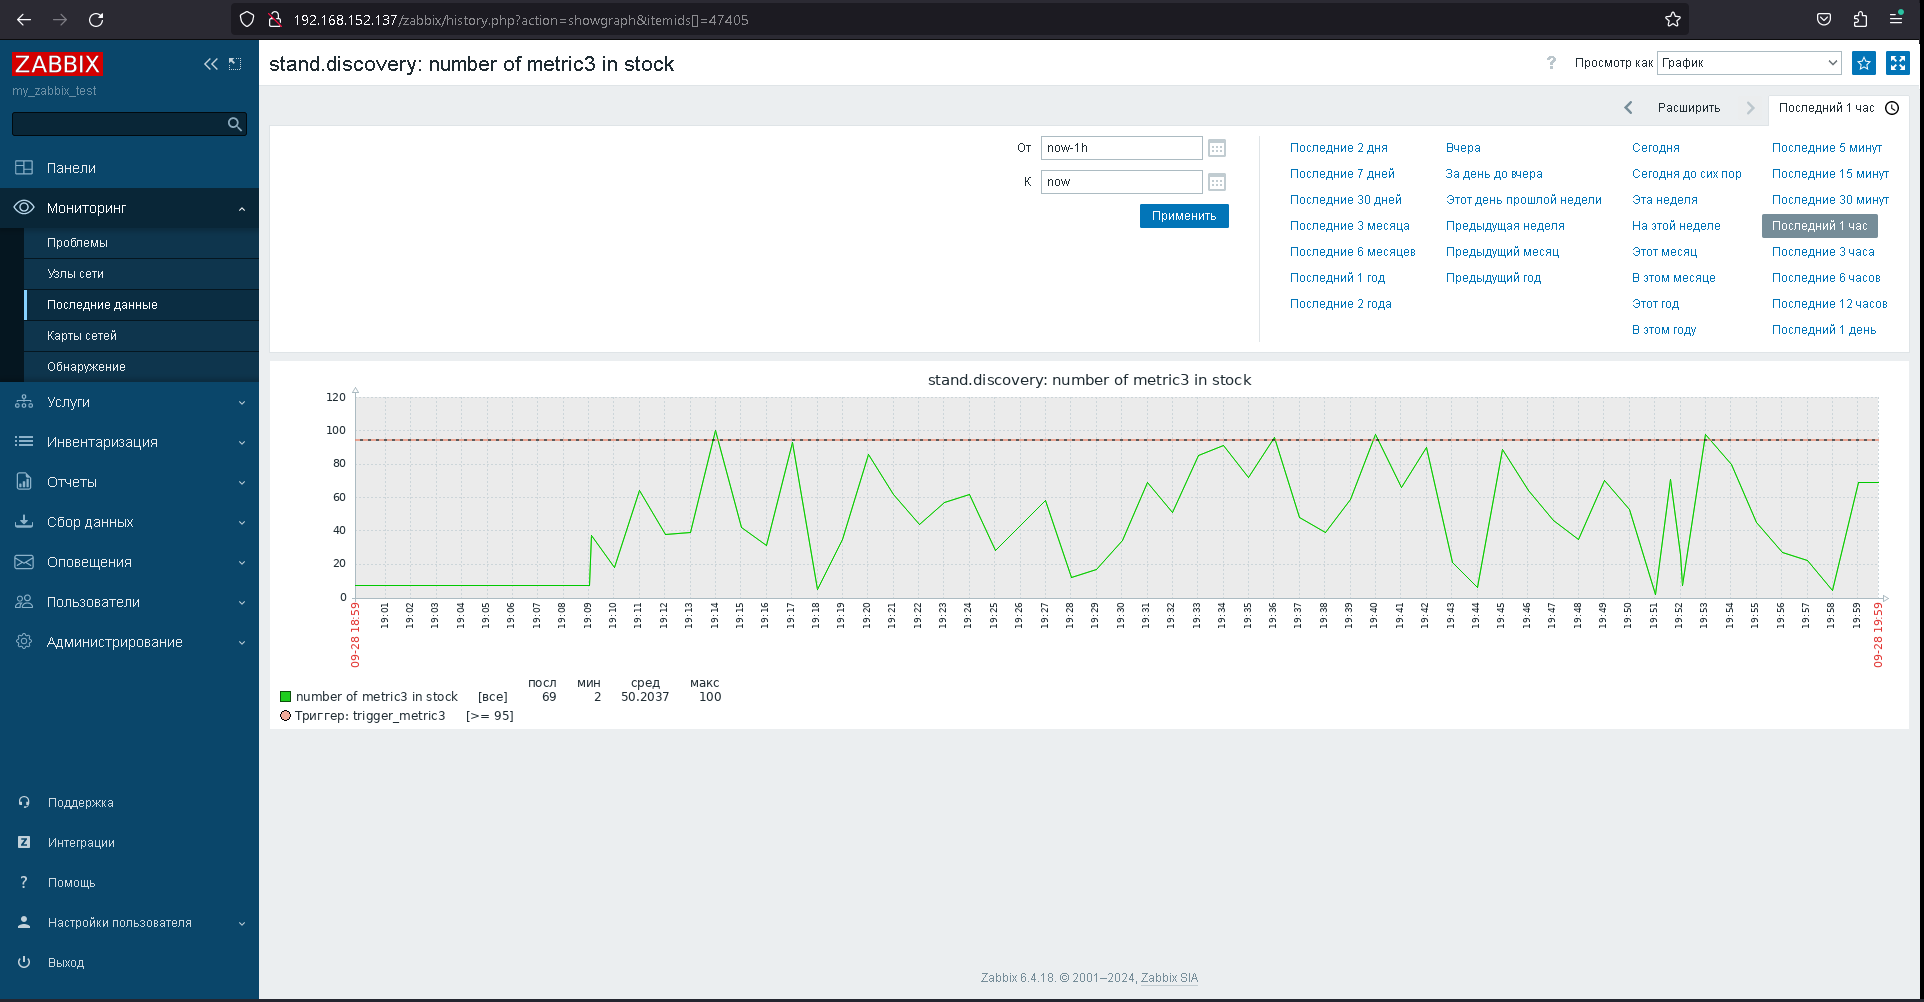 192.168.152.137/zabbix/history.php?action=showgraph&itemids[]=47405
ZABBIX
my_zabbix_test
Панели
Мониторинг
Проблемы
Узлы сети
Последние данные
Карты сетей
Обнаружение
Услуги
Инвентаризация
Отчеты
Сбор данных
Оповещения
Пользователи
Администрирование
Поддержка
Z Интеграции
? Помощь
Настройки пользователя
Выход
stand.discovery: number of metric3 in stock
? Просмотр как График
Расширить
Последний 1 час
От now-1h
К now
Применить
Последние 2 дня
Последние 7 дней
Последние 30 дней
Последние 3 месяца
Последние 6 месяцев
Последний 1 год
Последние 2 года
Вчера
За день до вчера
Этот день прошлой недели
Предыдущая неделя
Предыдущий месяц
Предыдущий год
Сегодня
Сегодня до сих пор
Эта неделя
На этой неделе
Этот месяц
В этом месяце
Этот год
В этом году
Последние 5 минут
Последние 15 минут
Последние 30 минут
Последний 1 час
Последние 3 часа
Последние 6 часов
Последние 12 часов
Последний 1 день
stand.discovery: number of metric3 in stock
120
100
80
60
40
20
0
09-28 18:59
19:01
19:02
19:03
19:04
19:05
19:06
19:07
19:08
19:09
19:10
19:11
19:12
19:13
19:14
19:15
19:16
19:17
19:18
19:19
19:20
19:21
19:22
19:23
19:24
19:25
19:26
19:27
19:28
19:29
19:30
19:31
19:32
19:33
19:34
19:35
19:36
19:37
19:38
19:39
19:40
19:41
19:42
19:43
19:44
19:45
19:46
19:47
19:48
19:49
19:50
19:51
19:52
19:53
19:54
19:55
19:56
19:57
19:58
19:59
09-28 19:59
посл мин сред макс
number of metric3 in stock [все] 69 2 50.2037 100
Триггер: trigger_metric3 [>= 95]
Zabbix 6.4.18. © 2001–2024, Zabbix SIA